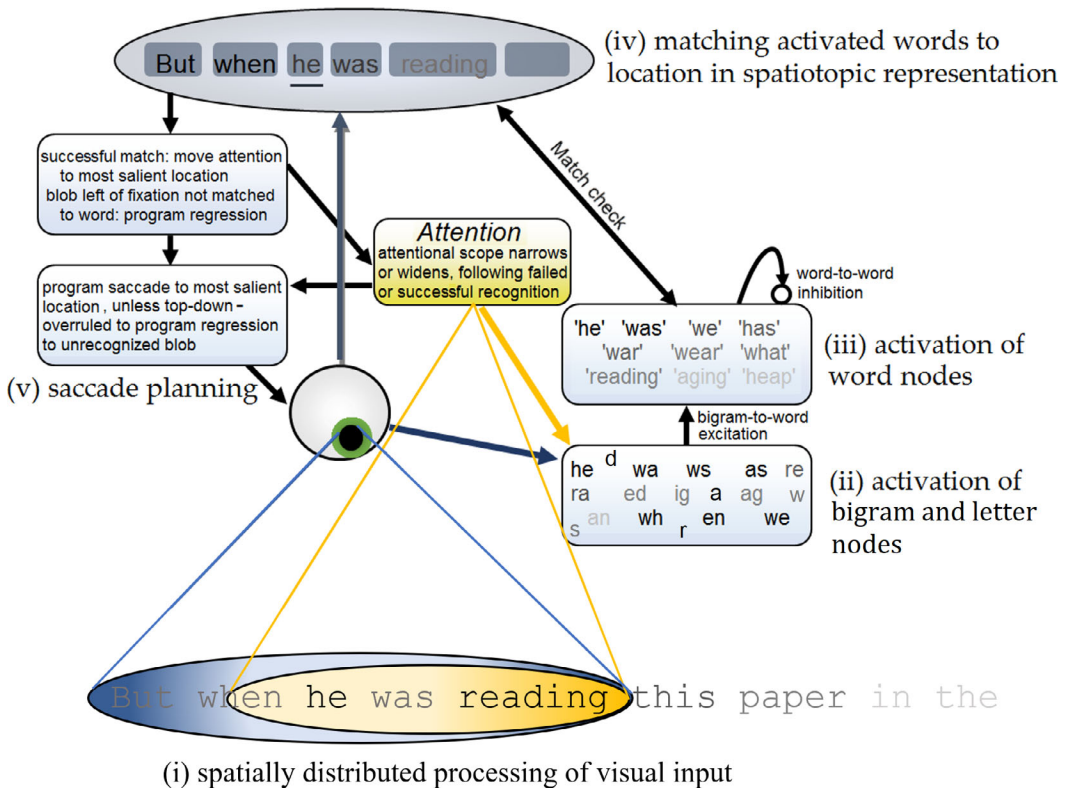 But when he was reading
(iv) matching activated words to
location in spatiotopic representation
successful match: move attention
to most salient location
blob left of fixation not matched
to word: program regression
Match check
Attention
attentional scope narrows
or widens, following failed
or successful recognition
program saccade to most salient
location, unless top-down-
overruled to program regression
to unrecognized blob
word-to-word
inhibition
'he' 'was' 'we' 'has'
'war' 'wear' 'what'
'reading' 'aging' 'heap'
(iii) activation of
word nodes
(v) saccade planning
bigram-to-word
excitation
he d wa ws as re
ra ed ig a ag w
s an wh r en we
(ii) activation of
bigram and letter
nodes
But when he was reading this paper in the
(i) spatially distributed processing of visual input